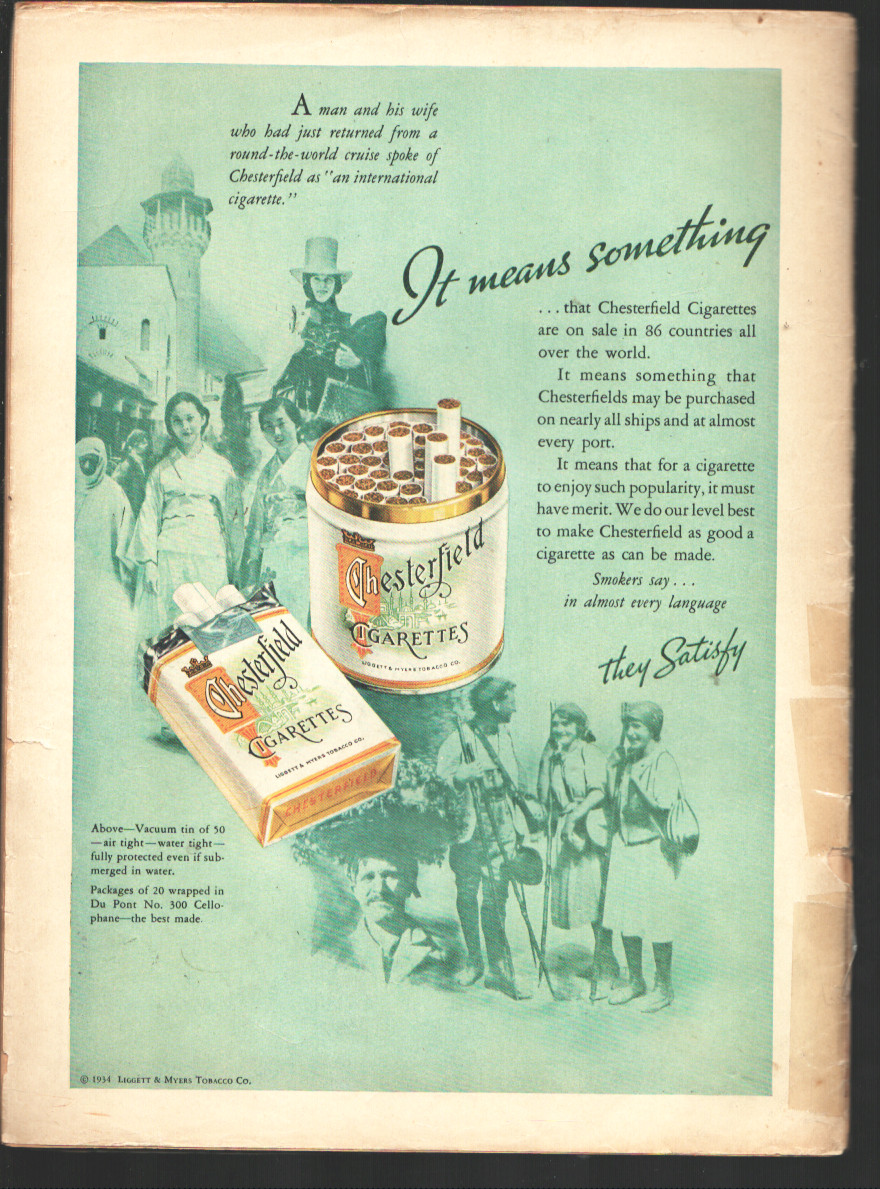 A man and his wife
who had just returned from a
round-the-world cruise spoke of
Chesterfield as "an international
cigarette."
It means something
...that Chesterfield Cigarettes
are on sale in 86 countries all
over the world.
It means something that
Chesterfields may be purchased
on nearly all ships and at almost
every port.
It means that for a cigarette
to enjoy such popularity, it must
have merit. We do our level best
to make Chesterfield as good a
cigarette as can be made.
Smokers say...
in almost every language
they Satisfy
Chesterfield
CIGARETTES
LIGGETT & MYERS TOBACCO CO.
Chesterfield
CIGARETTES
LIGGETT & MYERS TOBACCO CO.
CHESTERFIELD
Above—Vacuum tin of 50
—air tight—water tight—
fully protected even if sub-
merged in water.
Packages of 20 wrapped in
Du Pont No. 300 Cello-
phane—the best made.
© 1934 LIGGETT & MYERS TOBACCO CO.